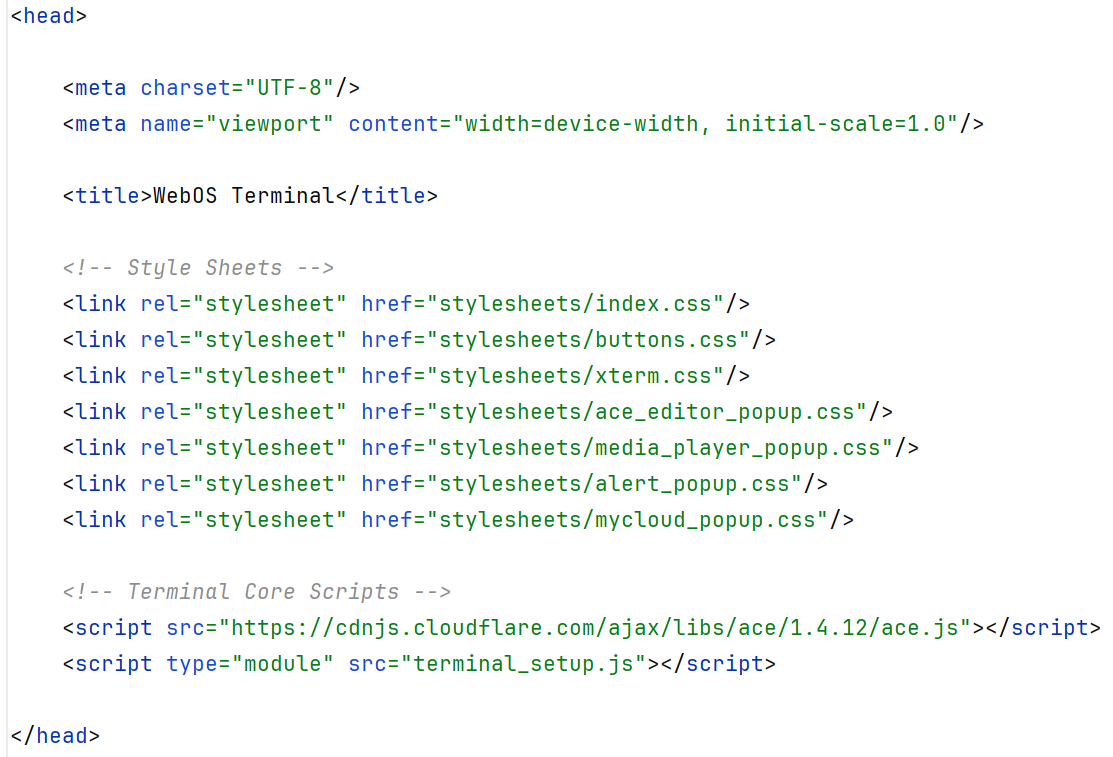 <head>
<meta charset="UTF-8"/>
<meta name="viewport" content="width=device-width, initial-scale=1.0"/>
<title>WebOS Terminal</title>
<!-- Style Sheets -->
<link rel="stylesheet" href="stylesheets/index.css"/>
<link rel="stylesheet" href="stylesheets/buttons.css"/>
<link rel="stylesheet" href="stylesheets/xterm.css"/>
<link rel="stylesheet" href="stylesheets/ace_editor_popup.css"/>
<link rel="stylesheet" href="stylesheets/media_player_popup.css"/>
<link rel="stylesheet" href="stylesheets/alert_popup.css"/>
<link rel="stylesheet" href="stylesheets/mycloud_popup.css"/>
<!-- Terminal Core Scripts -->
<script src="https://cdnjs.cloudflare.com/ajax/libs/ace/1.4.12/ace.js"></script>
<script type="module" src="terminal_setup.js"></script>
</head>